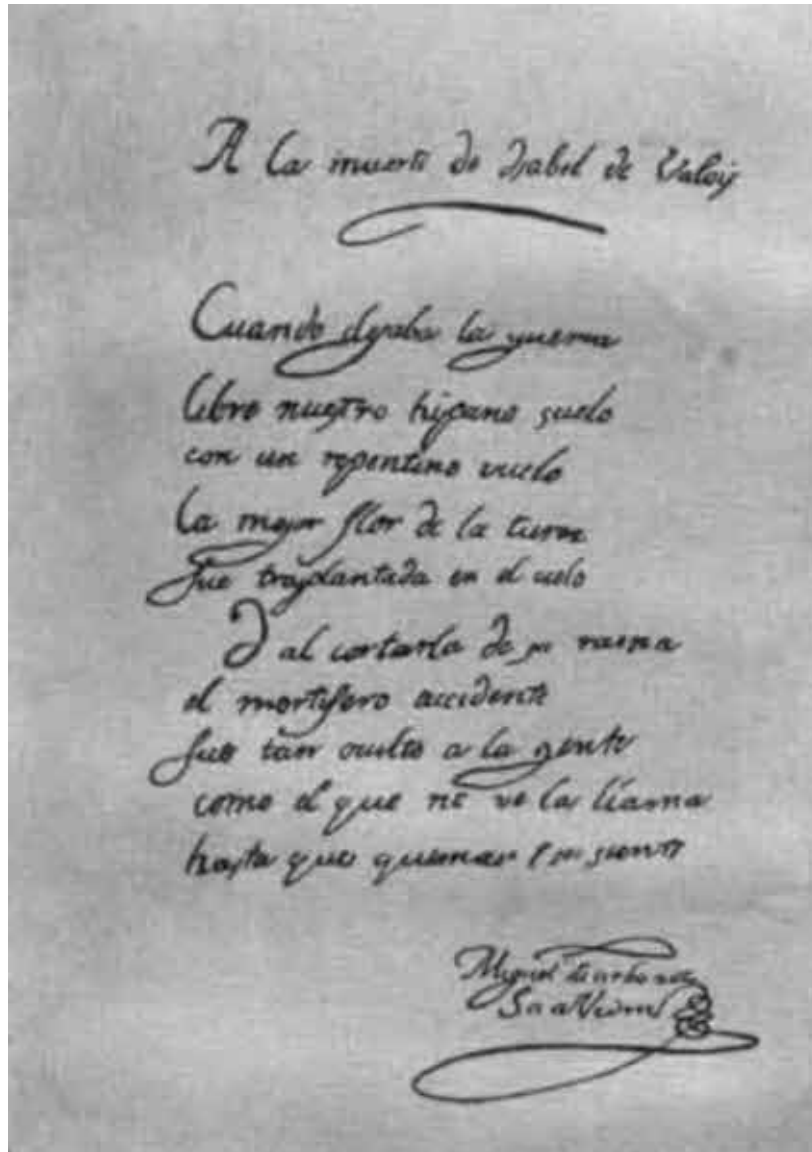 A la muerte de Isabel de Valois
Cuando dejaba la guerra
libre nuestro hispano suelo
con un repentino vuelo
la mejor flor de la tierra
fue trasplantada en el cielo
Y al cortarla de su rama
el mortifero accidente
fue tan oculto a la gente
como el que no ve la llama
hasta que quemar se siente
Miguel de cerbantes
Saavedra